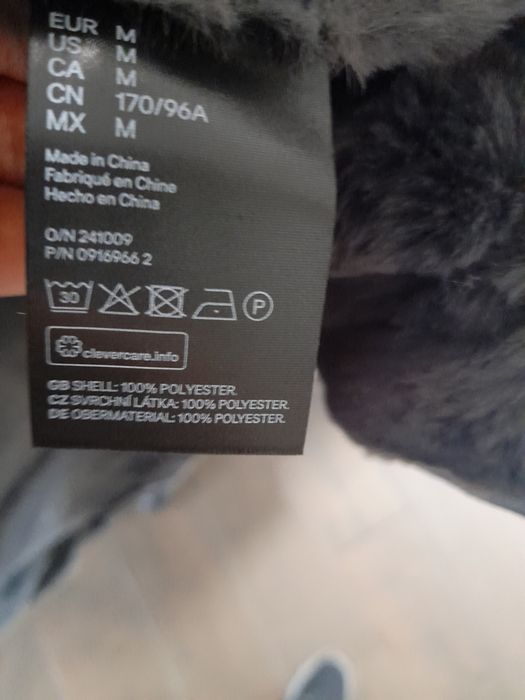 EUR M
US M
CA M
CN 170/96A
MX M
Made in China
Fabriqué en Chine
Hecho en China
O/N 241009
P/N 0916966 2
30 P
clevercare.info
GB SHELL: 100% POLYESTER.
CZ SVRCHNÍ LÁTKA: 100% POLYESTER.
DE OBERMATERIAL: 100% POLYESTER.